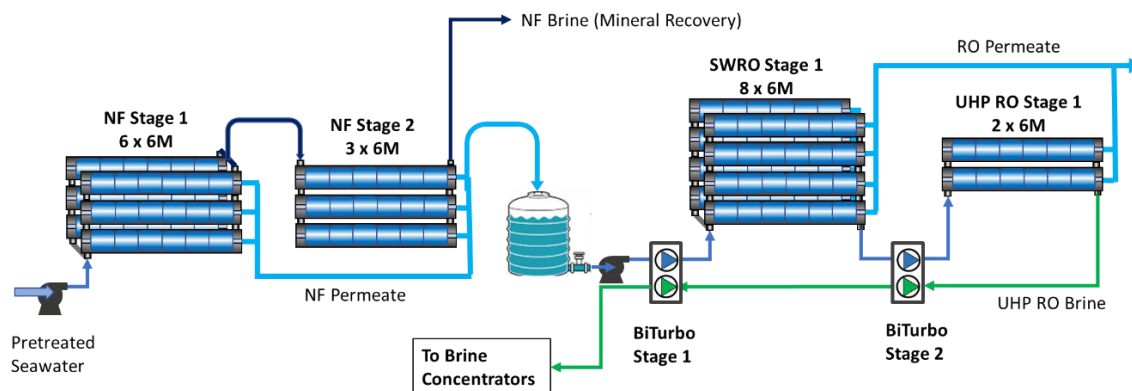 NF Brine (Mineral Recovery)
RO Permeate
SWRO Stage 1
8 x 6M
UHP RO Stage 1
2 x 6M
NF Stage 1
6 x 6M
NF Stage 2
3 x 6M
NF Permeate
UHP RO Brine
Pretreated
Seawater
To Brine
Concentrators
BiTurbo
Stage 1
BiTurbo
Stage 2